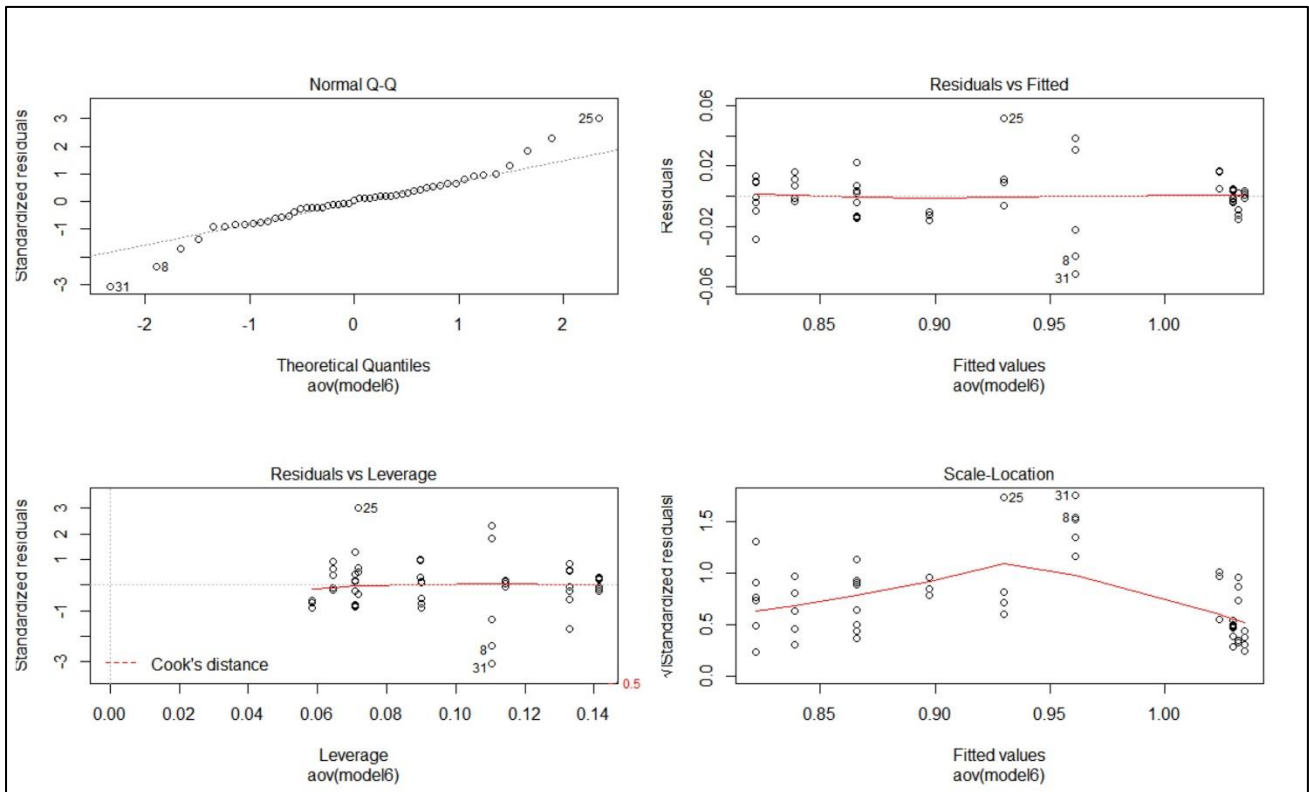 Normal Q-Q
Standardized residuals
3
2
1
0
-1
-3
25
8
31
-2 -1 0 1 2
Theoretical Quantiles
aov(model6)
Residuals vs Fitted
Residuals
0.06
0.02
-0.02
-0.06
25
8
31
0.85 0.90 0.95 1.00
Fitted values
aov(model6)
Residuals vs Leverage
Standardized residuals
3
2
1
-1
-3
25
8
31
Cook's distance
0.5
0.00 0.02 0.04 0.06 0.08 0.10 0.12 0.14
Leverage
aov(model6)
Scale-Location
√|Standardized residuals|
1.5
1.0
0.5
0.0
25
31
8
0.85 0.90 0.95 1.00
Fitted values
aov(model6)